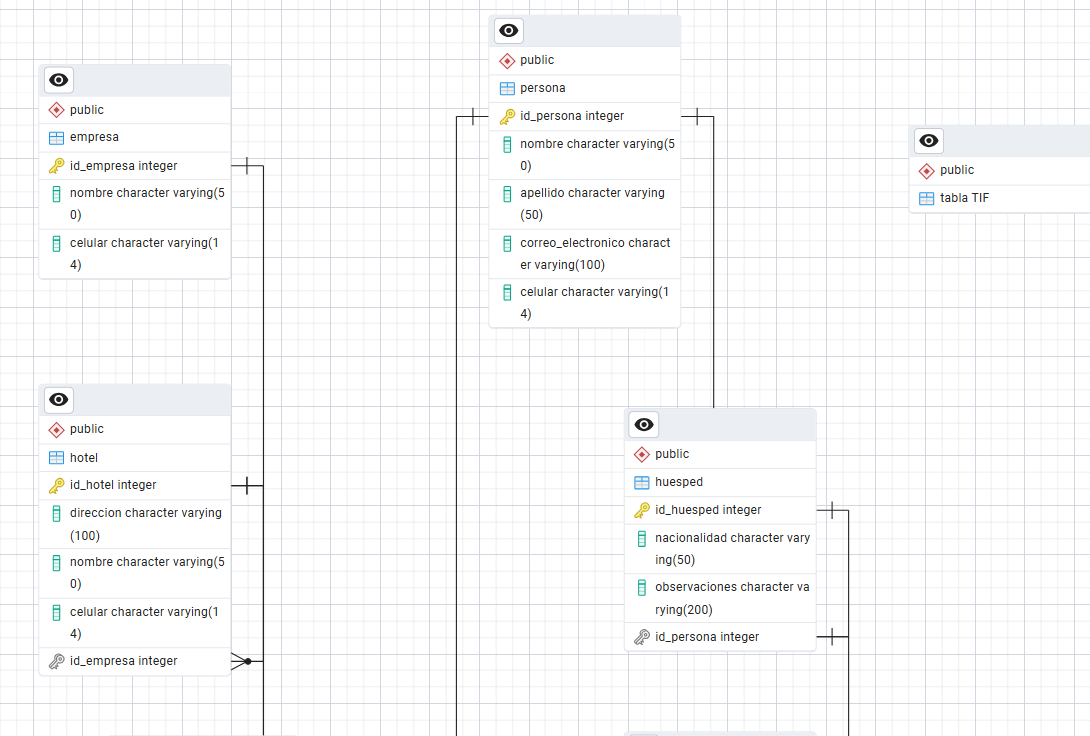 public
empresa
id_empresa integer
nombre character varying(5
0)
celular character varying(1
4)
public
persona
id_persona integer
nombre character varying(5
0)
apellido character varying
(50)
correo_electronico charact
er varying(100)
celular character varying(1
4)
public
tabla TIF
public
hotel
id_hotel integer
direccion character varying
(100)
nombre character varying(5
0)
celular character varying(1
4)
id_empresa integer
public
huesped
id_huesped integer
nacionalidad character vary
ing(50)
observaciones character va
rying(200)
id_persona integer